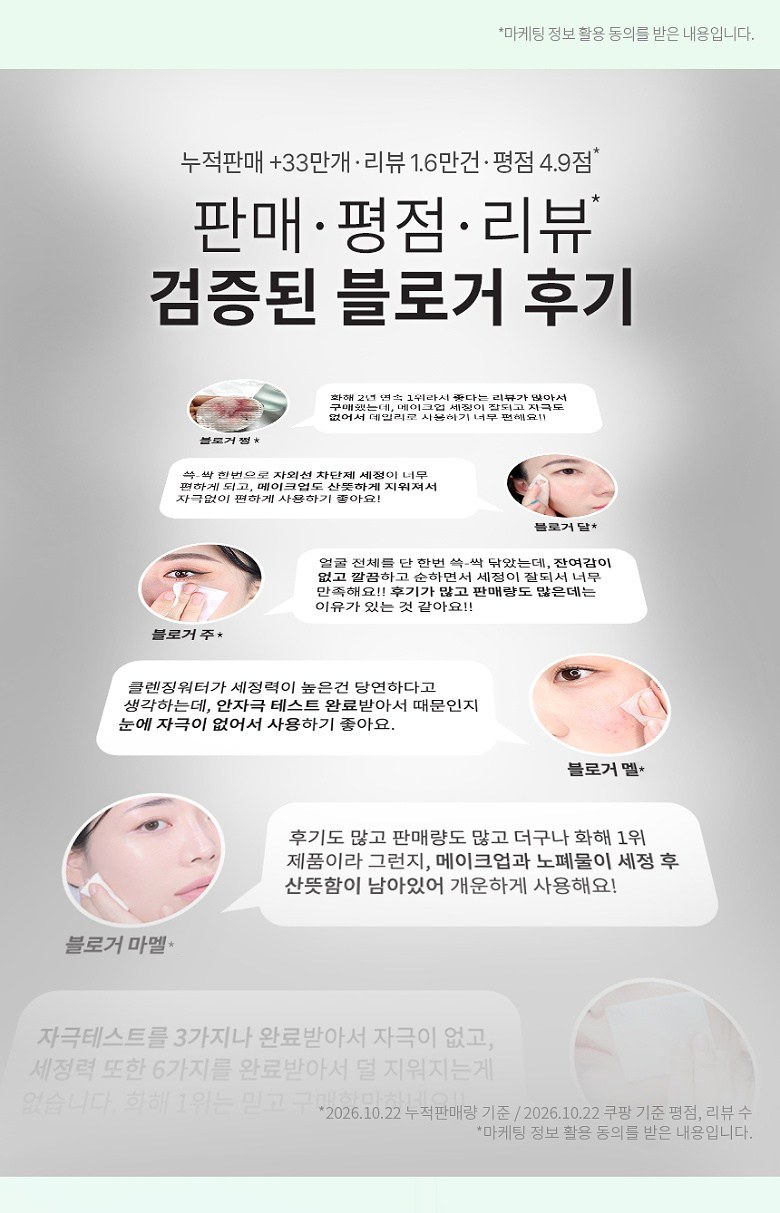 *마케팅 정보 활용 동의를 받은 내용입니다.
누적판매 +33만개·리뷰 1.6만건·평점 4.9점*
판매·평점·리뷰*
검증된 블로거 후기
화해 2년 연속 1위라서 좋다는 리뷰가 많아서
구매했는데, 메이크업 세정이 잘되고 자극도
없어서 데일리로 사용하기 너무 편해요!!
블로거 쩡*
쓱-싹 한번으로 자외선 차단제 세정이 너무
편하게 되고, 메이크업도 산뜻하게 지워져서
자극없이 편하게 사용하기 좋아요!
블로거 달*
얼굴 전체를 단 한번 쓱-싹 닦았는데, 잔여감이
없고 깔끔하고 순하면서 세정이 잘되서 너무
만족해요!! 후기가 많고 판매량도 많은데는
이유가 있는 것 같아요!!
블로거 주*
클렌징워터가 세정력이 높은건 당연하다고
생각하는데, 안자극 테스트 완료받아서 때문인지
눈에 자극이 없어서 사용하기 좋아요.
블로거 멜*
후기도 많고 판매량도 많고 더구나 화해 1위
제품이라 그런지, 메이크업과 노폐물이 세정 후
산뜻함이 남아있어 개운하게 사용해요!
블로거 마멜*
자극테스트를 3가지나 완료받아서 자극이 없고,
세정력 또한 6가지를 완료받아서 덜 지워지는게
없습니다, 화해 1위는 믿고 구매할만하네요!!
*2026.10.22 누적판매량 기준 / 2026.10.22 쿠팡 기준 평점, 리뷰 수
*마케팅 정보 활용 동의를 받은 내용입니다.